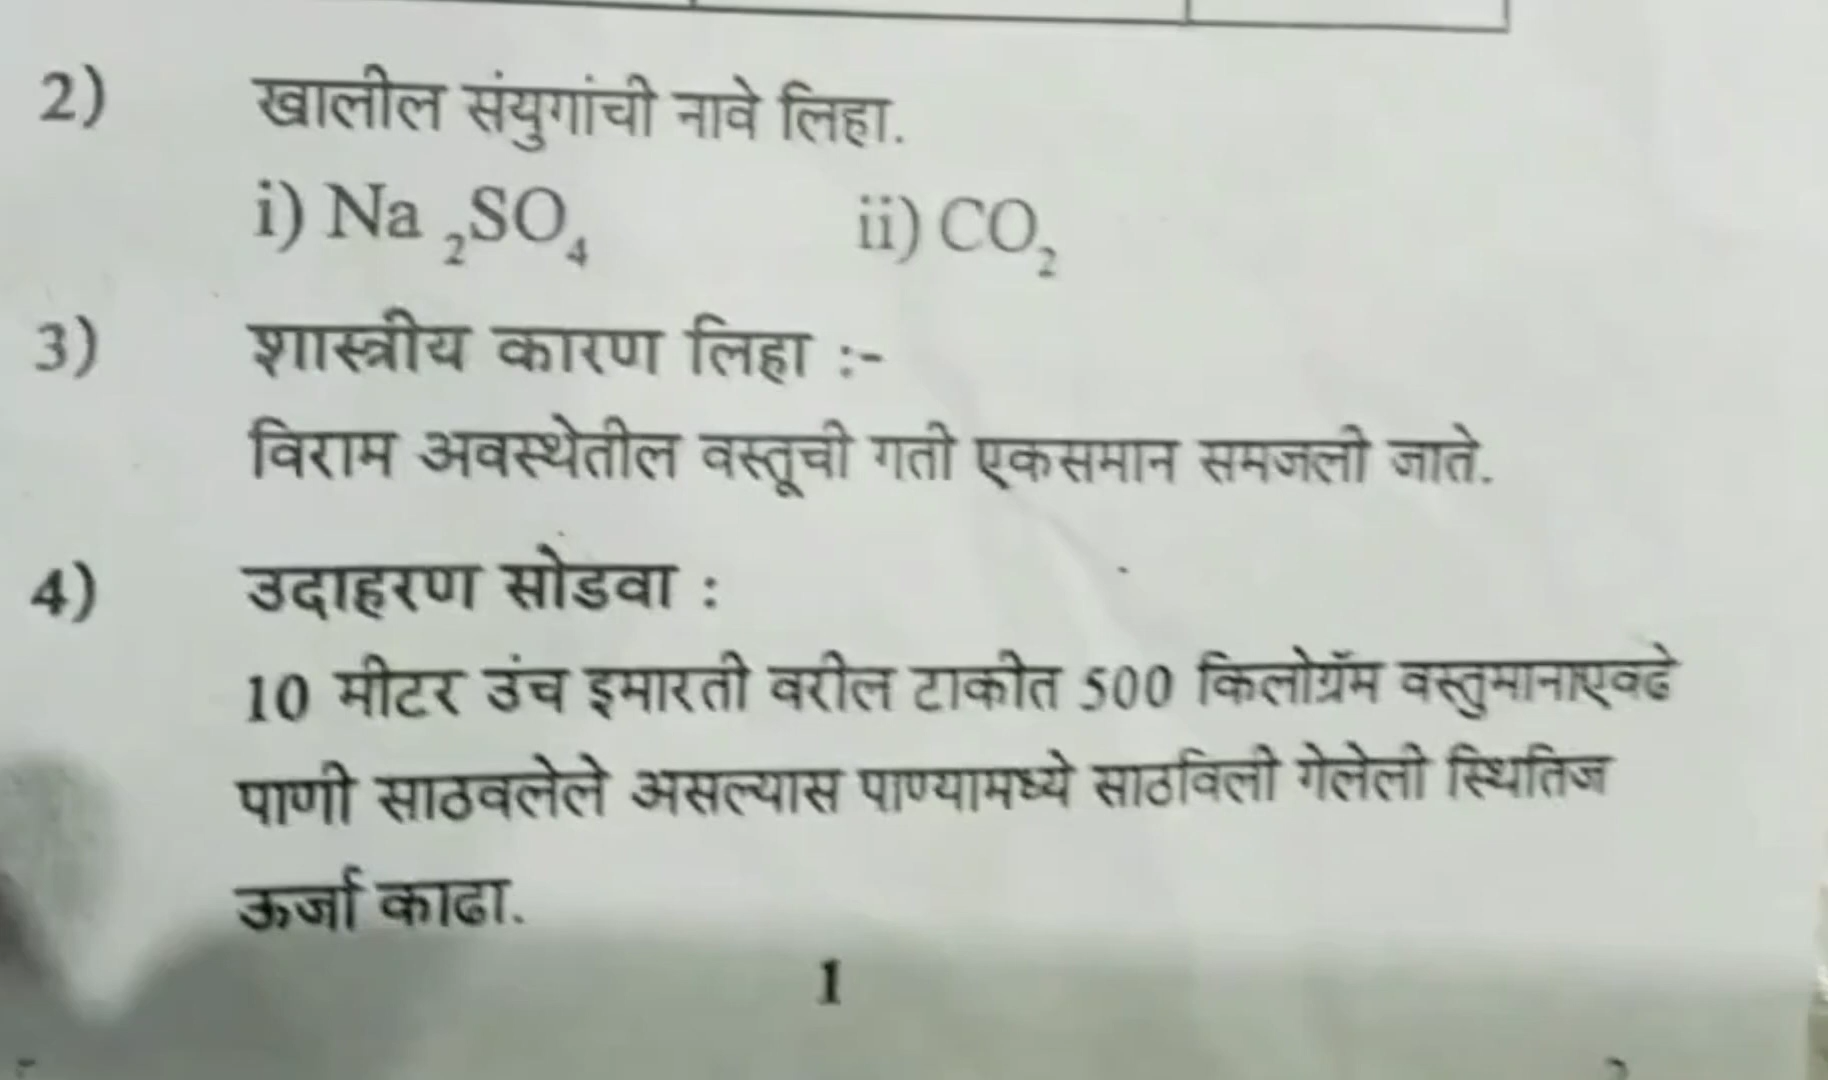 2) खालील संयुगांची नावे लिहा.
i) Na ₂SO₄ ii) CO₂
3) शास्त्रीय कारण लिहा :-
विराम अवस्थेतील वस्तूची गती एकसमान समजली जाते.
4) उदाहरण सोडवा :
10 मीटर उंच इमारती वरील टाकीत 500 किलोग्रॅम वस्तुमानाएवढे
पाणी साठवलेले असल्यास पाण्यामध्ये साठविली गेलेली स्थितिज
ऊर्जा काढा.
1